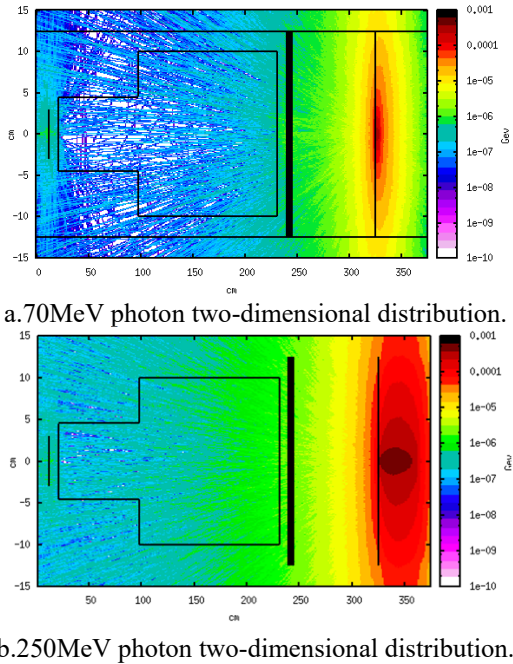 15
10
5
0
-5
-10
-15
cm
0 50 100 150 200 250 300 350
cm
0,001
0,0001
1e-05
1e-06
1e-07
1e-08
1e-09
1e-10
GeV
a.70MeV photon two-dimensional distribution.
15
10
5
0
-5
-10
-15
cm
50 100 150 200 250 300 350
cm
0,001
0,0001
1e-05
1e-06
1e-07
1e-08
1e-09
1e-10
GeV
b.250MeV photon two-dimensional distribution.